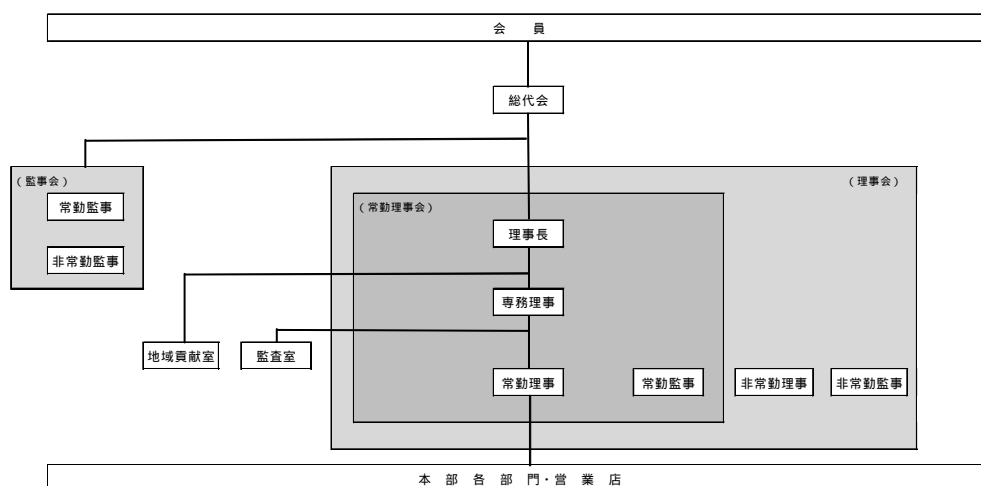 会 員
総代会
（監事会）
常勤監事
非常勤監事
（理事会）
（常勤理事会）
理事長
専務理事
地域貢献室
監査室
常勤理事
常勤監事
非常勤理事
非常勤監事
本 部 各 部 門・営 業 店